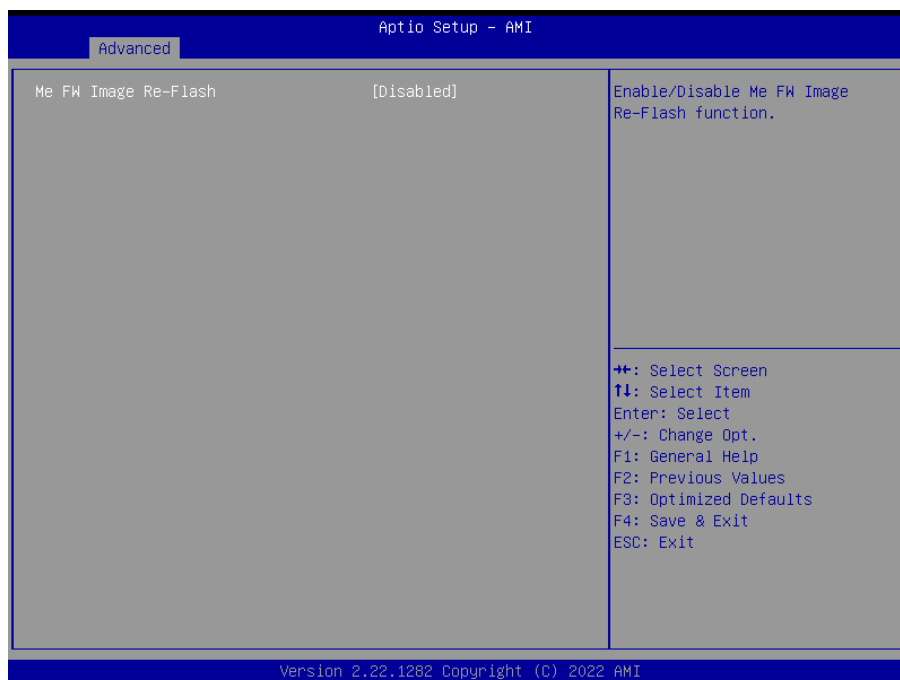 Aptio Setup – AMI
Advanced
Me FW Image Re-Flash [Disabled]
Enable/Disable Me FW Image
Re-Flash function.
→←: Select Screen
↑↓: Select Item
Enter: Select
+/-: Change Opt.
F1: General Help
F2: Previous Values
F3: Optimized Defaults
F4: Save & Exit
ESC: Exit
Version 2.22.1282 Copyright (C) 2022 AMI